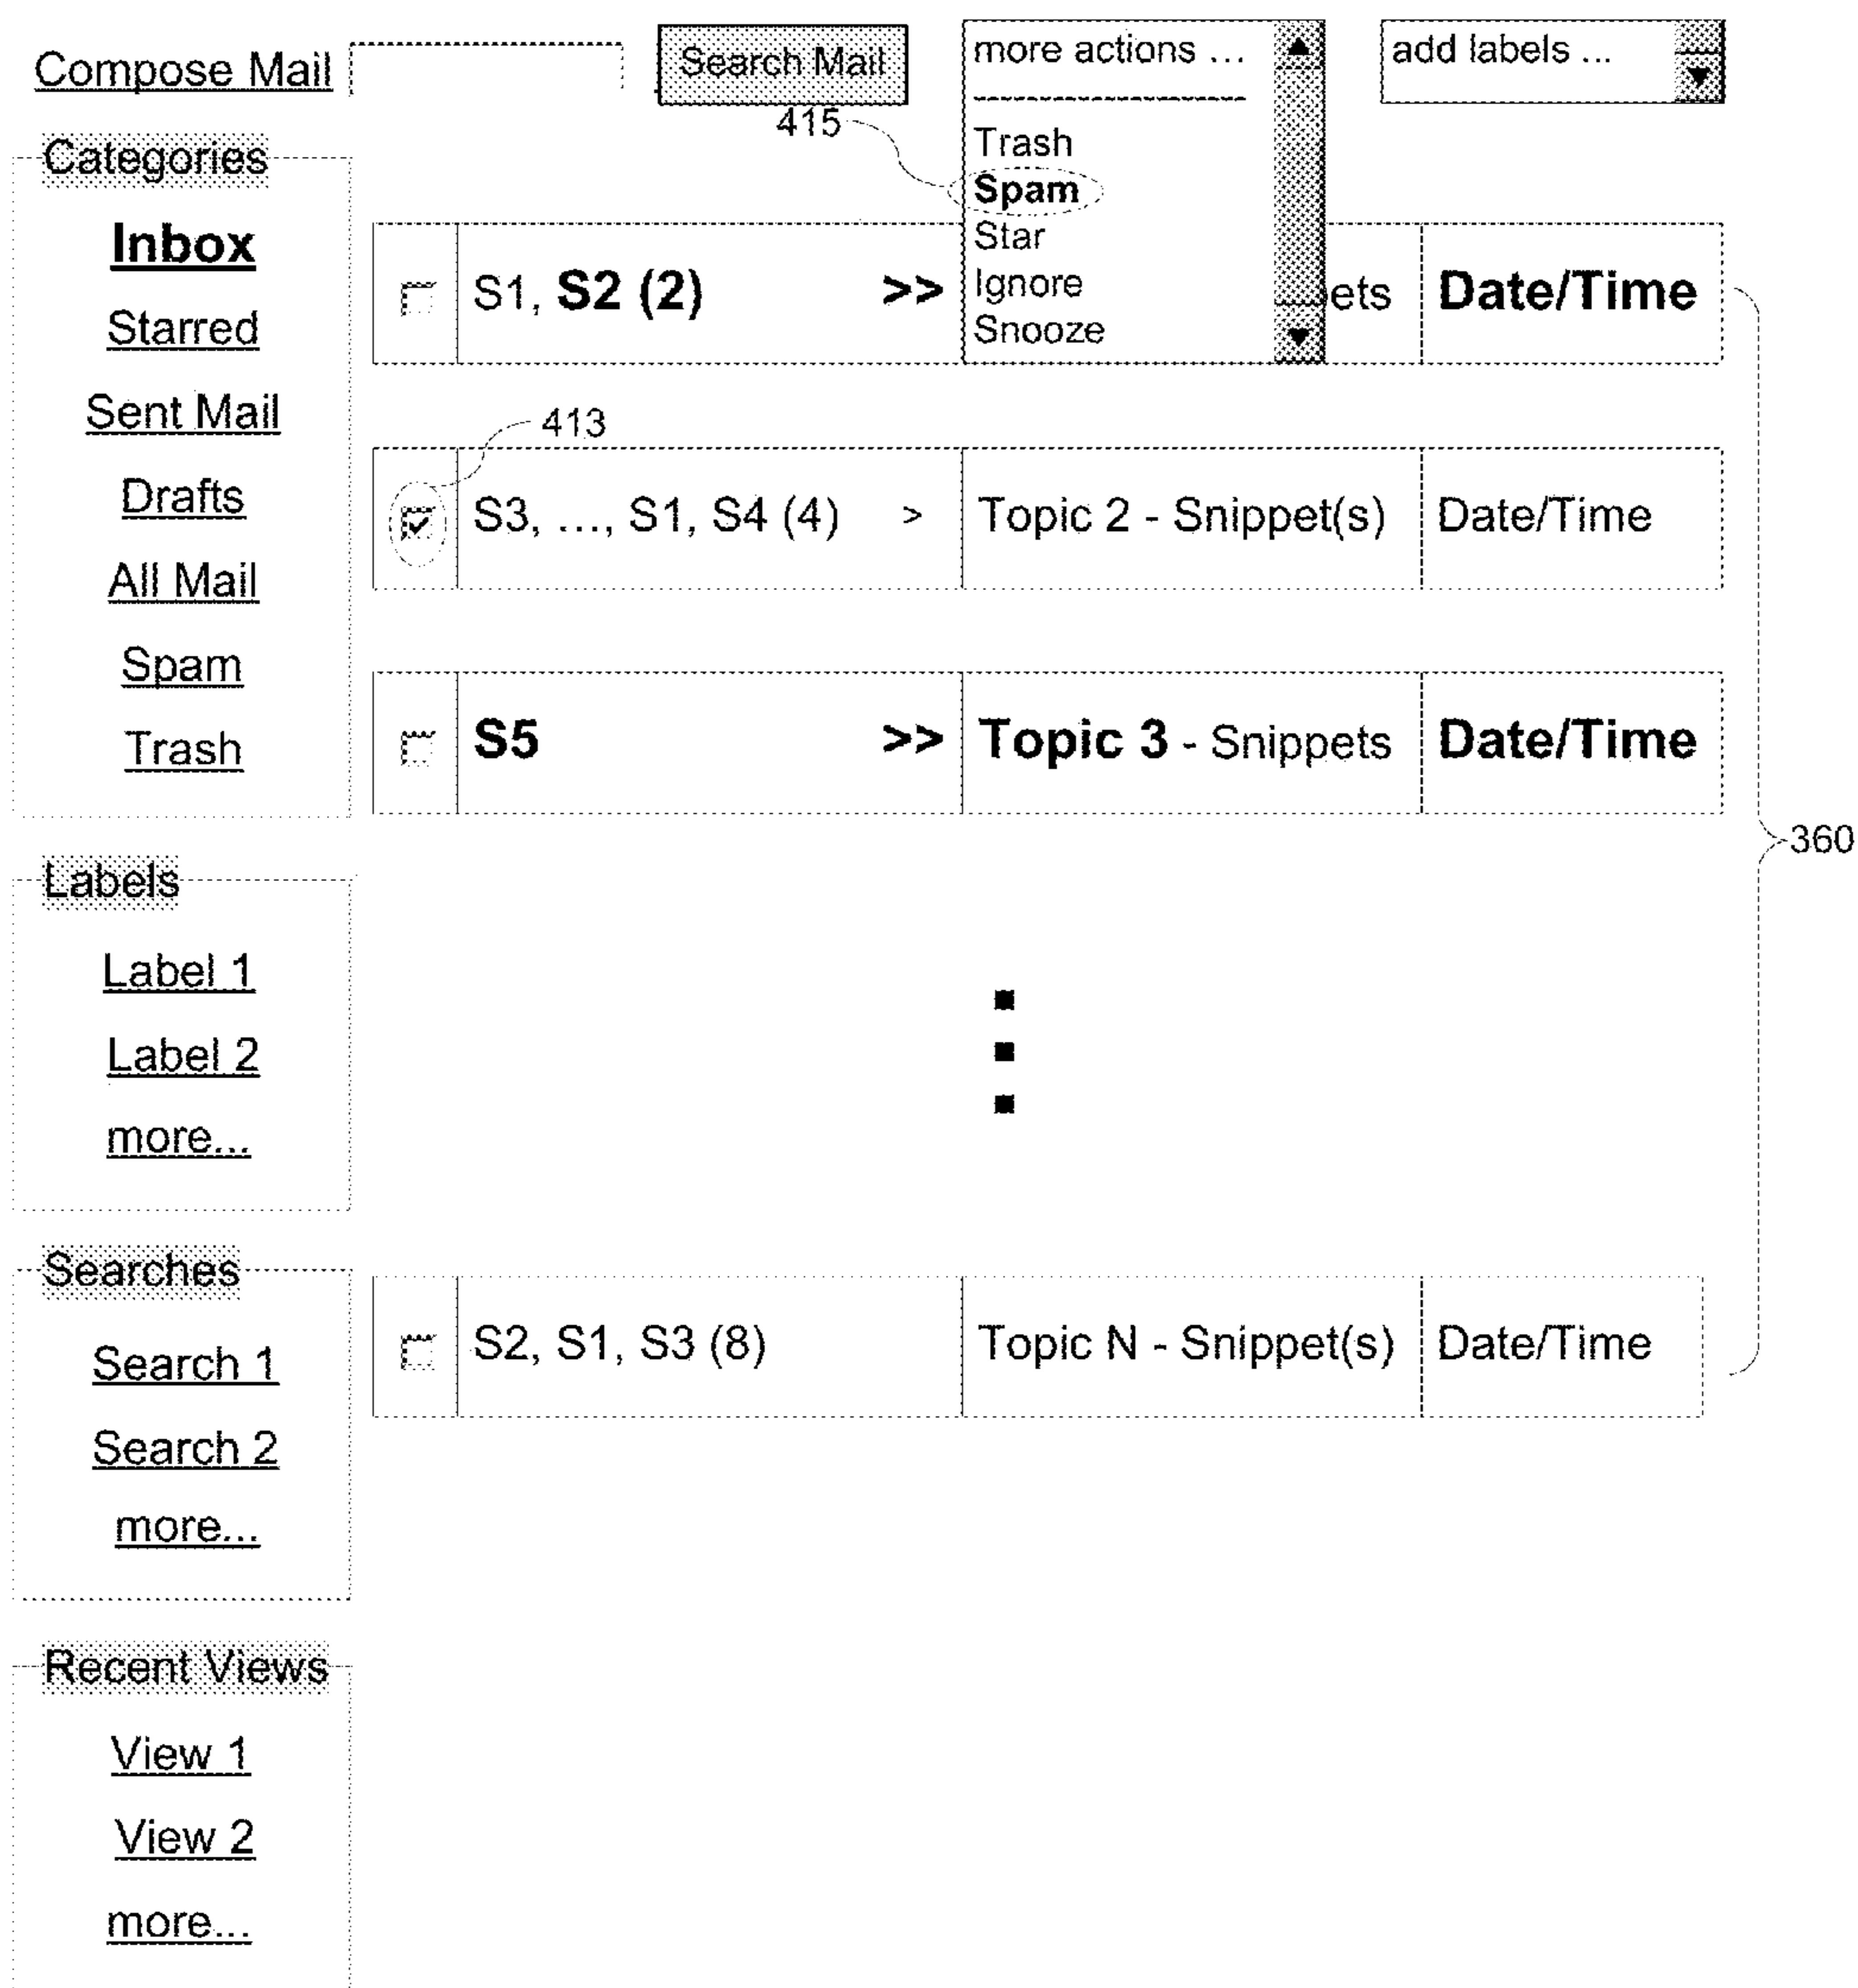 Compose Mail
Search Mail
more actions ...
add labels ...
415
Trash
Spam
Star
Ignore
Snooze
Categories
Inbox
Starred
Sent Mail
Drafts
All Mail
Spam
Trash
S1, S2 (2) >> ets Date/Time
413
S3, ..., S1, S4 (4) > Topic 2 - Snippet(s) Date/Time
S5 >> Topic 3 - Snippets Date/Time
360
Labels
Label 1
Label 2
more...
Searches
Search 1
Search 2
more...
S2, S1, S3 (8) Topic N - Snippet(s) Date/Time
Recent Views
View 1
View 2
more...